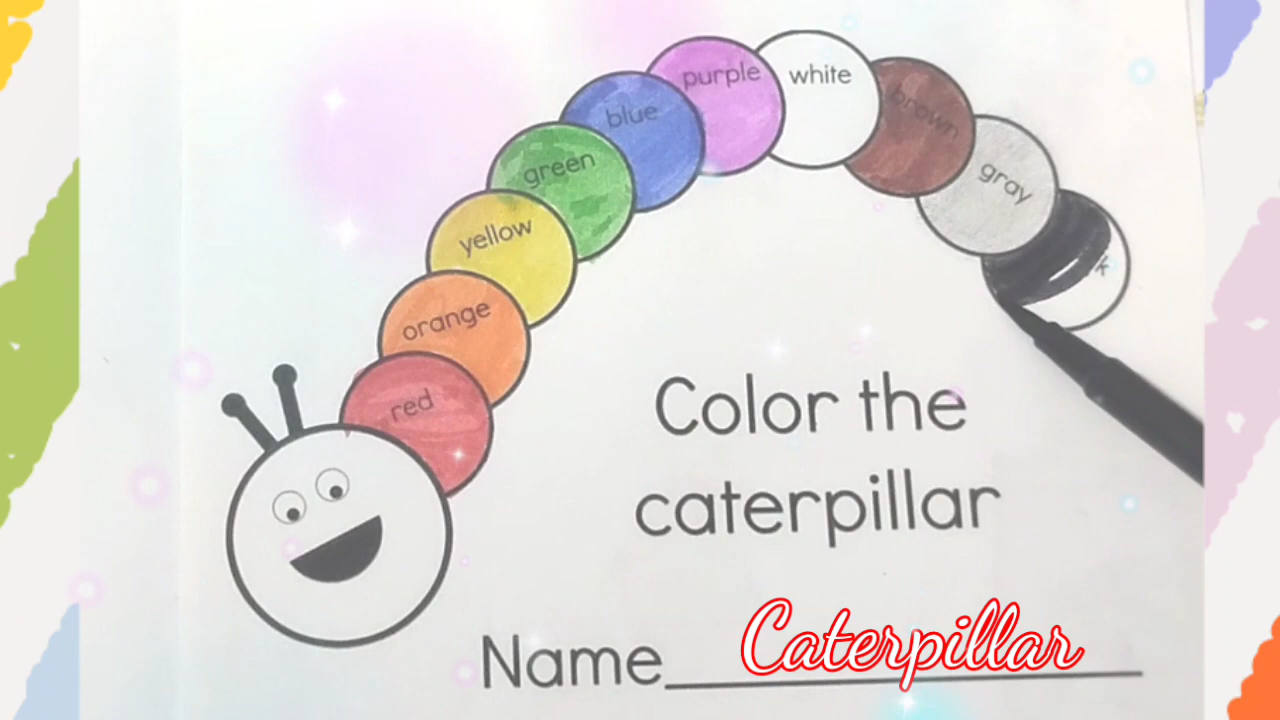 purple
white
blue
brown
green
gray
yellow
k
orange
red
Color the
caterpillar
Name Caterpillar